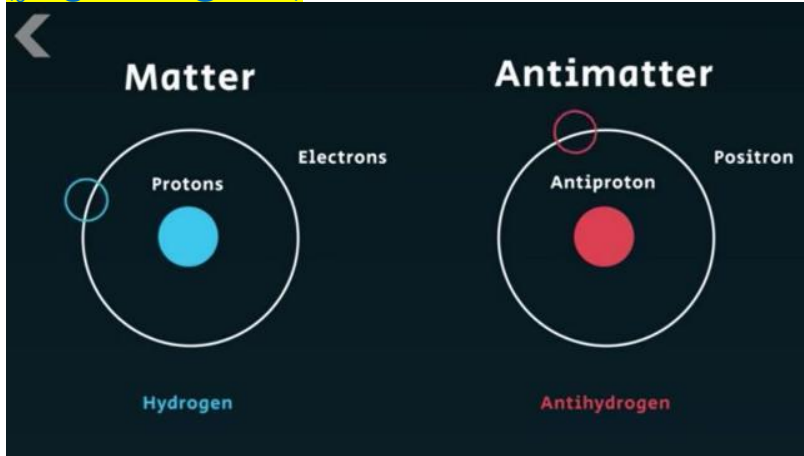 Matter
Antimatter
Electrons
Protons
Positron
Antiproton
Hydrogen
Antihydrogen